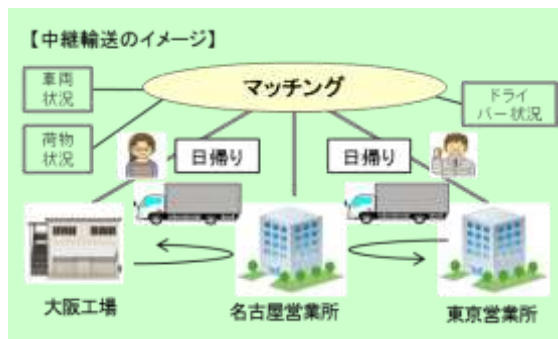 【中継輸送のイメージ】
車両
状況
マッチング
ドライ
バー状況
荷物
状況
日帰り
日帰り
大阪工場
名古屋営業所
東京営業所